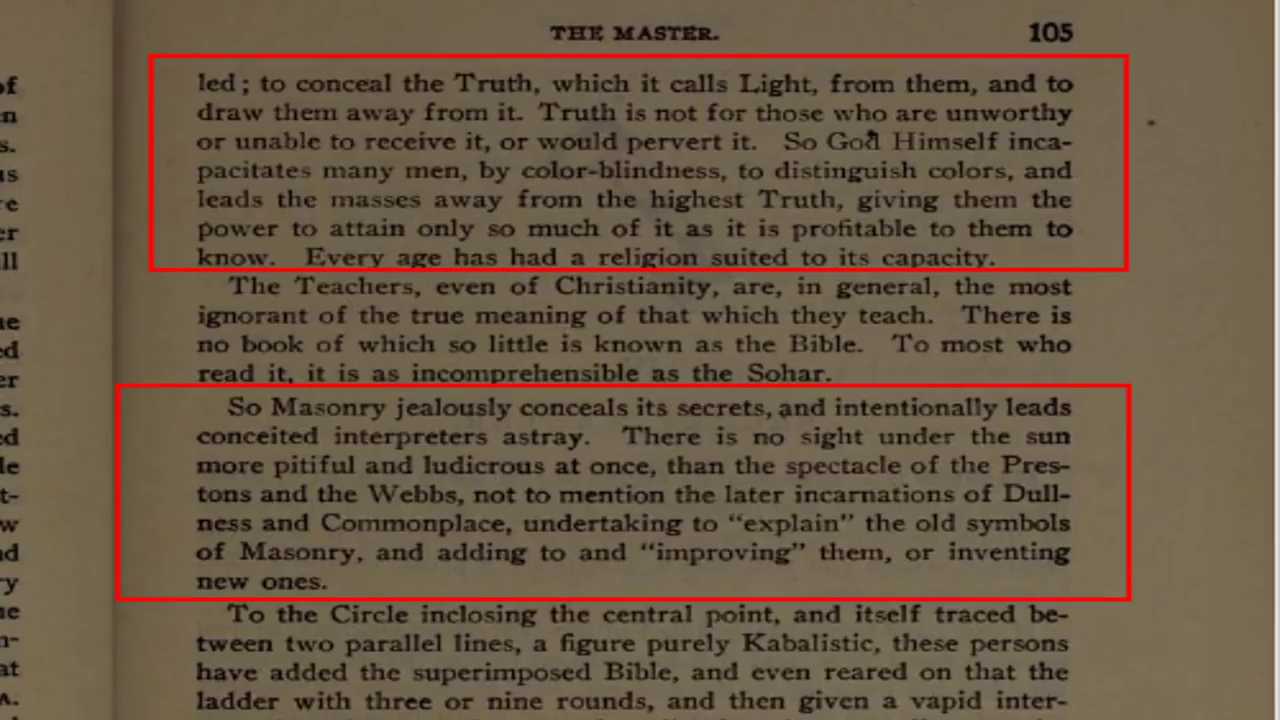 THE MASTER. 105
led; to conceal the Truth, which it calls Light, from them, and to
draw them away from it. Truth is not for those who are unworthy
or unable to receive it, or would pervert it. So God Himself inca-
pacitates many men, by color-blindness, to distinguish colors, and
leads the masses away from the highest Truth, giving them the
power to attain only so much of it as it is profitable to them to
know. Every age has had a religion suited to its capacity.
The Teachers, even of Christianity, are, in general, the most
ignorant of the true meaning of that which they teach. There is
no book of which so little is known as the Bible. To most who
read it, it is as incomprehensible as the Sohar.
So Masonry jealously conceals its secrets, and intentionally leads
conceited interpreters astray. There is no sight under the sun
more pitiful and ludicrous at once, than the spectacle of the Pres-
tons and the Webbs, not to mention the later incarnations of Dull-
ness and Commonplace, undertaking to “explain” the old symbols
of Masonry, and adding to and “improving” them, or inventing
new ones.
To the Circle inclosing the central point, and itself traced be-
tween two parallel lines, a figure purely Kabalistic, these persons
have added the superimposed Bible, and even reared on that the
ladder with three or nine rounds, and then given a vapid inter-